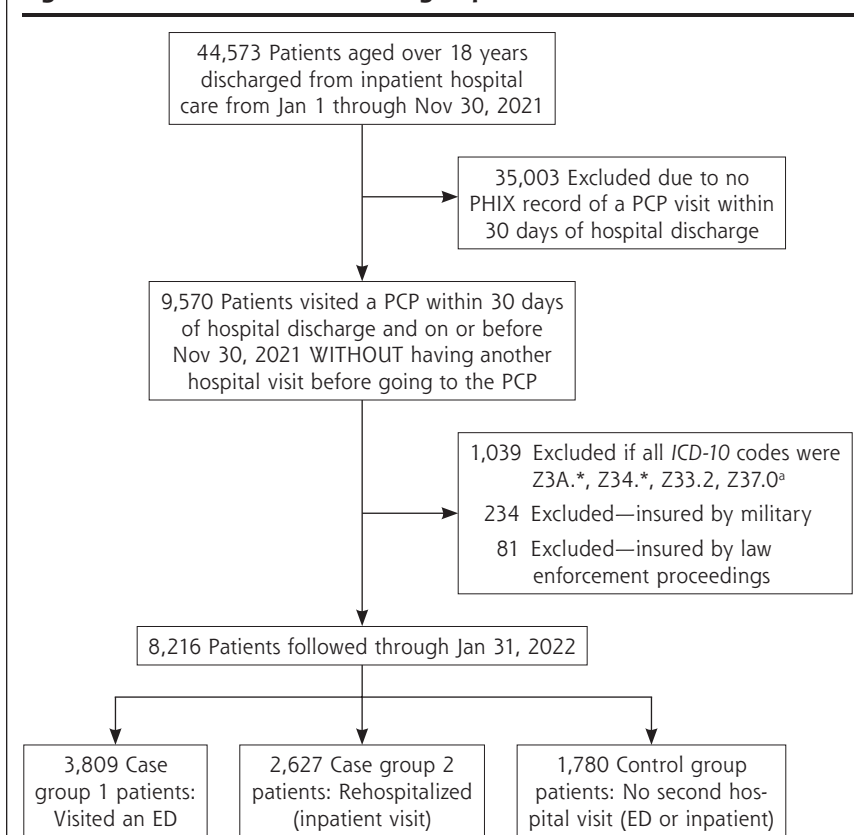 44,573 Patients aged over 18 years
discharged from inpatient hospital
care from Jan 1 through Nov 30, 2021
35,003 Excluded due to no
PHIX record of a PCP visit within
30 days of hospital discharge
9,570 Patients visited a PCP within 30 days
of hospital discharge and on or before
Nov 30, 2021 WITHOUT having another
hospital visit before going to the PCP
1,039 Excluded if all ICD-10 codes were
Z3A.*, Z34.*, Z33.2, Z37.0ᵃ
234 Excluded—insured by military
81 Excluded—insured by law
enforcement proceedings
8,216 Patients followed through Jan 31, 2022
3,809 Case
group 1 patients:
Visited an ED
2,627 Case group 2
patients: Rehospitalized
(inpatient visit)
1,780 Control group
patients: No second hos-
pital visit (ED or inpatient)